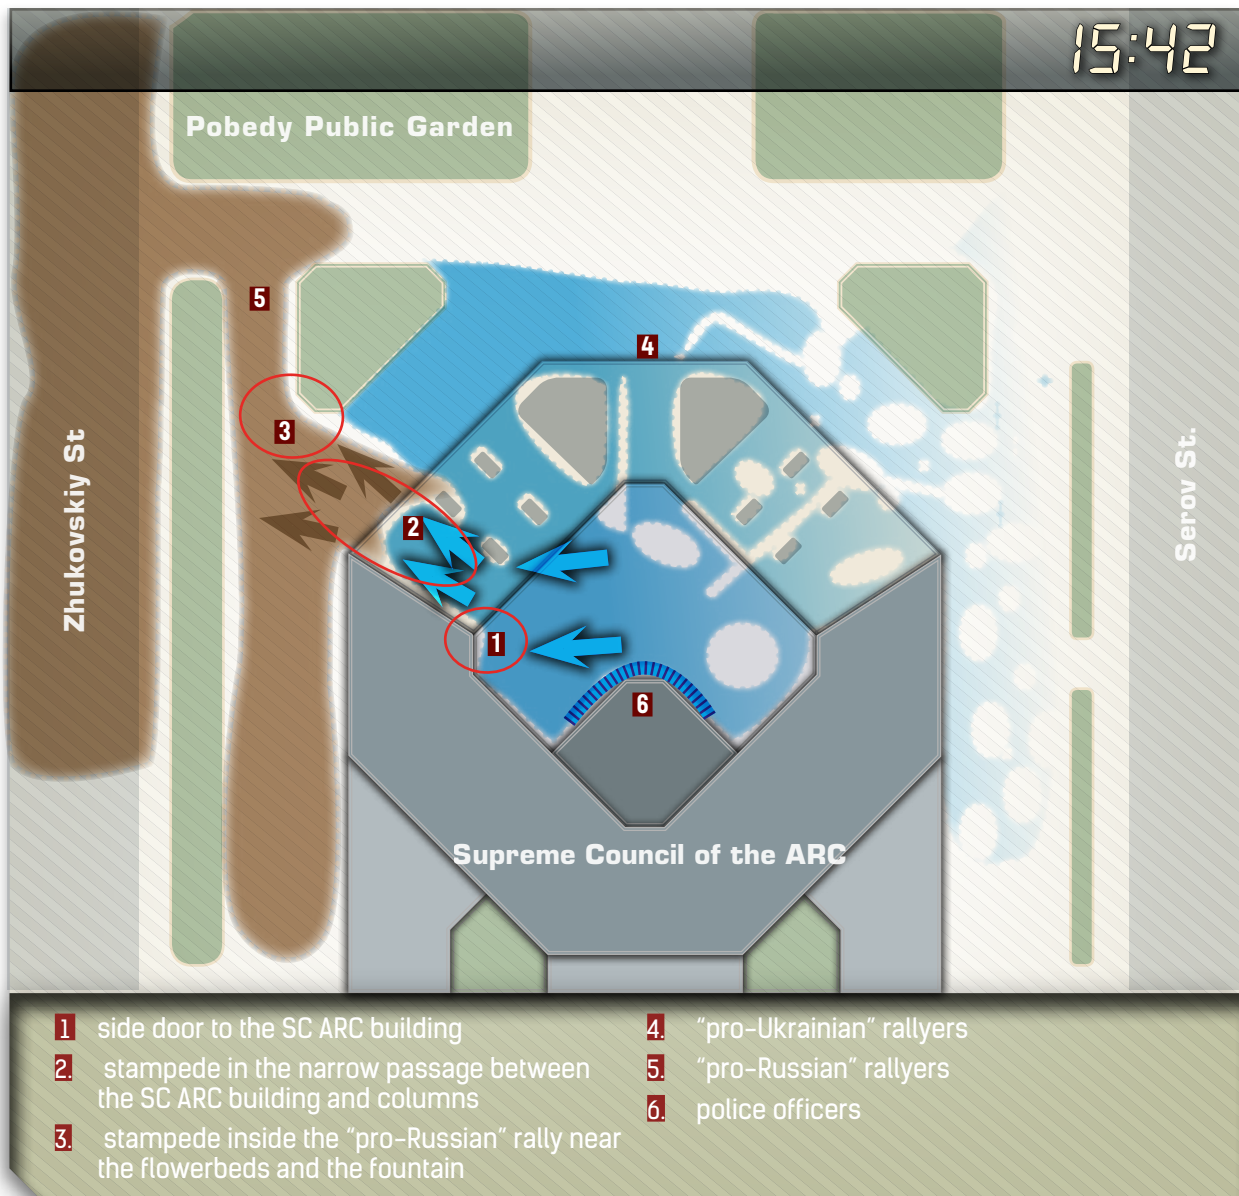 15:42
Pobedy Public Garden
5
4
3
Zhukovskiy St
Serov St.
2
1
6
Supreme Council of the ARC
1 side door to the SC ARC building
2. stampede in the narrow passage between
the SC ARC building and columns
3. stampede inside the “pro-Russian” rally near
the flowerbeds and the fountain
4. “pro-Ukrainian” rallyers
5. “pro-Russian” rallyers
6. police officers